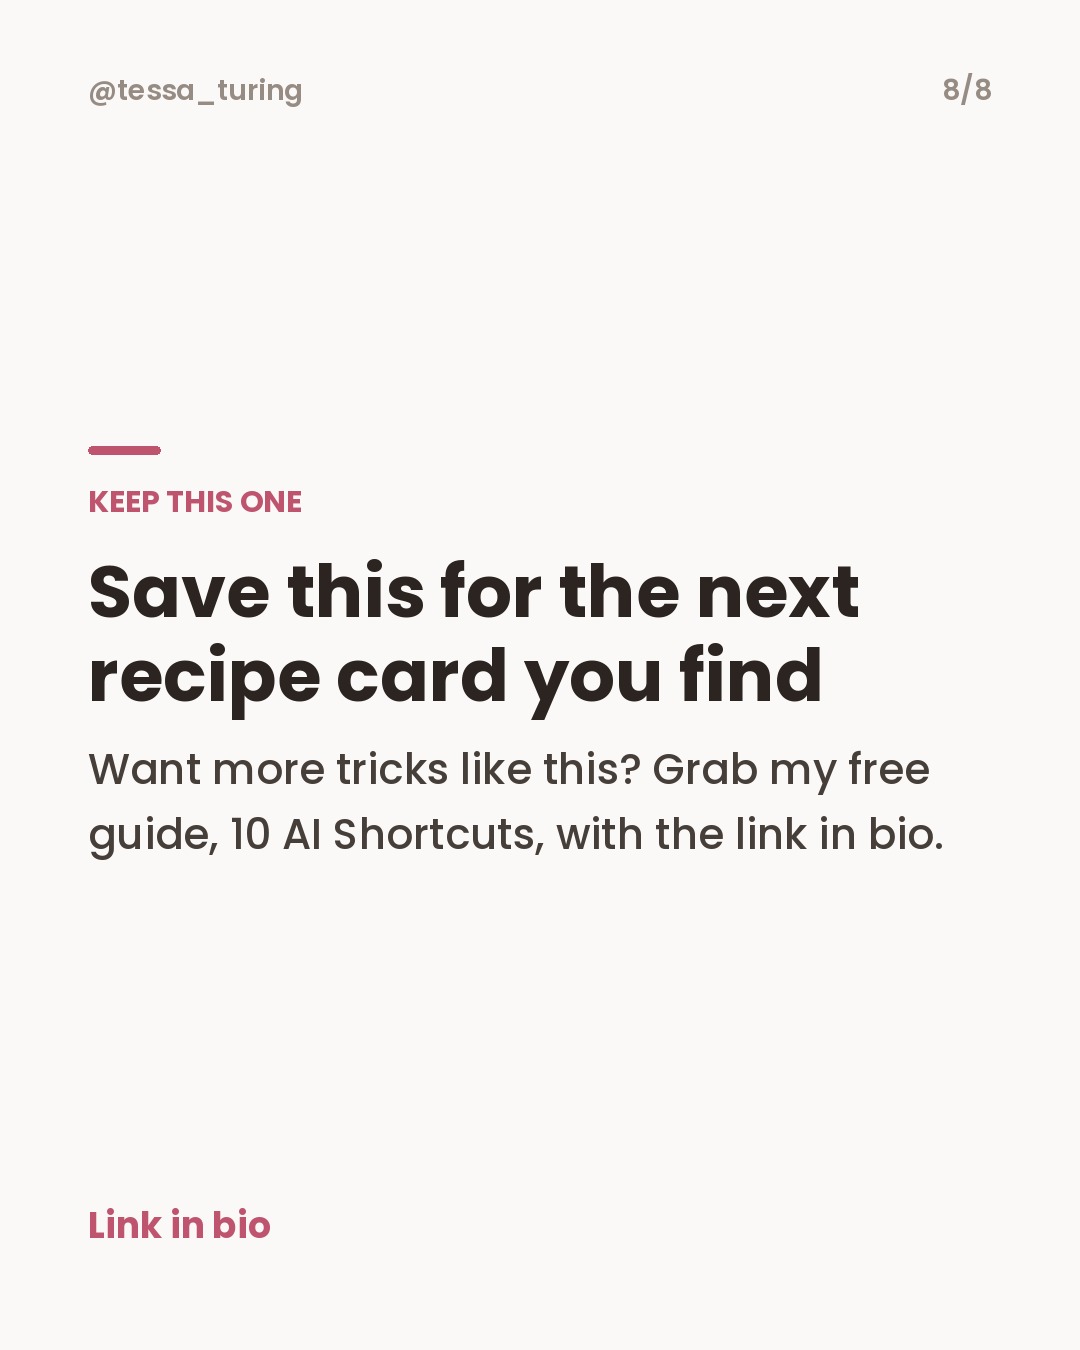 @tessa_turing
8/8
KEEP THIS ONE
Save this for the next
recipe card you find
Want more tricks like this? Grab my free
guide, 10 AI Shortcuts, with the link in bio.
Link in bio